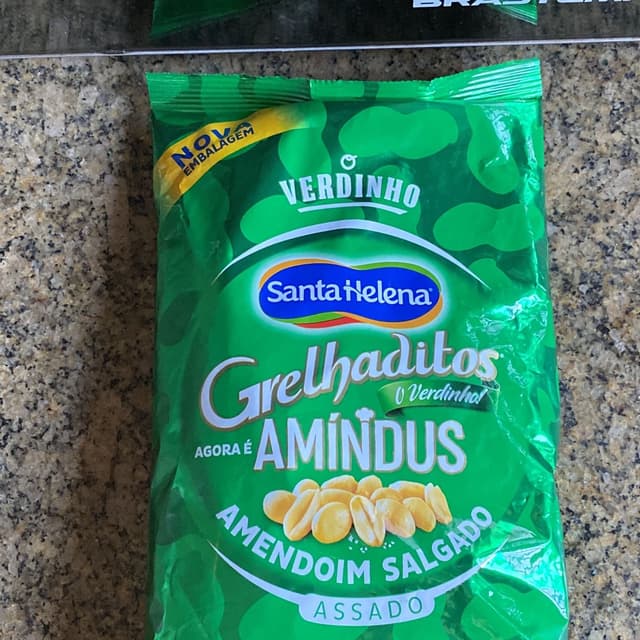 NOVA
EMBALAGEM
O
VERDINHO
Santa Helena
Grelhaditos
O Verdinho!
AGORA É AMÍNDUS
AMENDOIM SALGADO
ASSADO